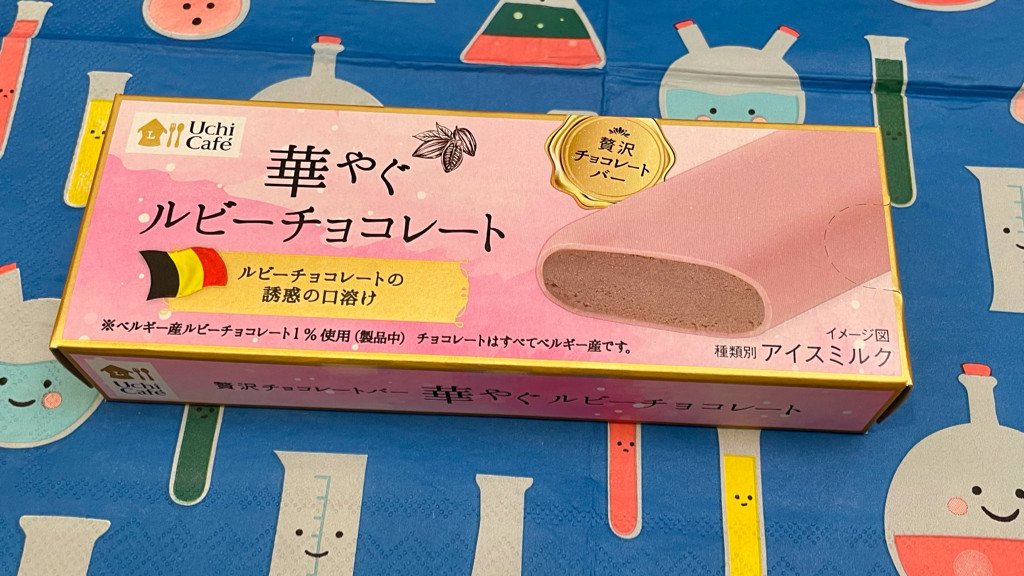 Uchi
Café
華やぐ
ルビーチョコレート
ルビーチョコレートの
誘惑の口溶け
※ベルギー産ルビーチョコレート1%使用(製品中) チョコレートはすべてベルギー産です。
贅沢
チョコレート
バー
イメージ図
種類別 アイスミルク
Uchi
Café
贅沢チョコレートバー 華やぐ ルビーチョコレート